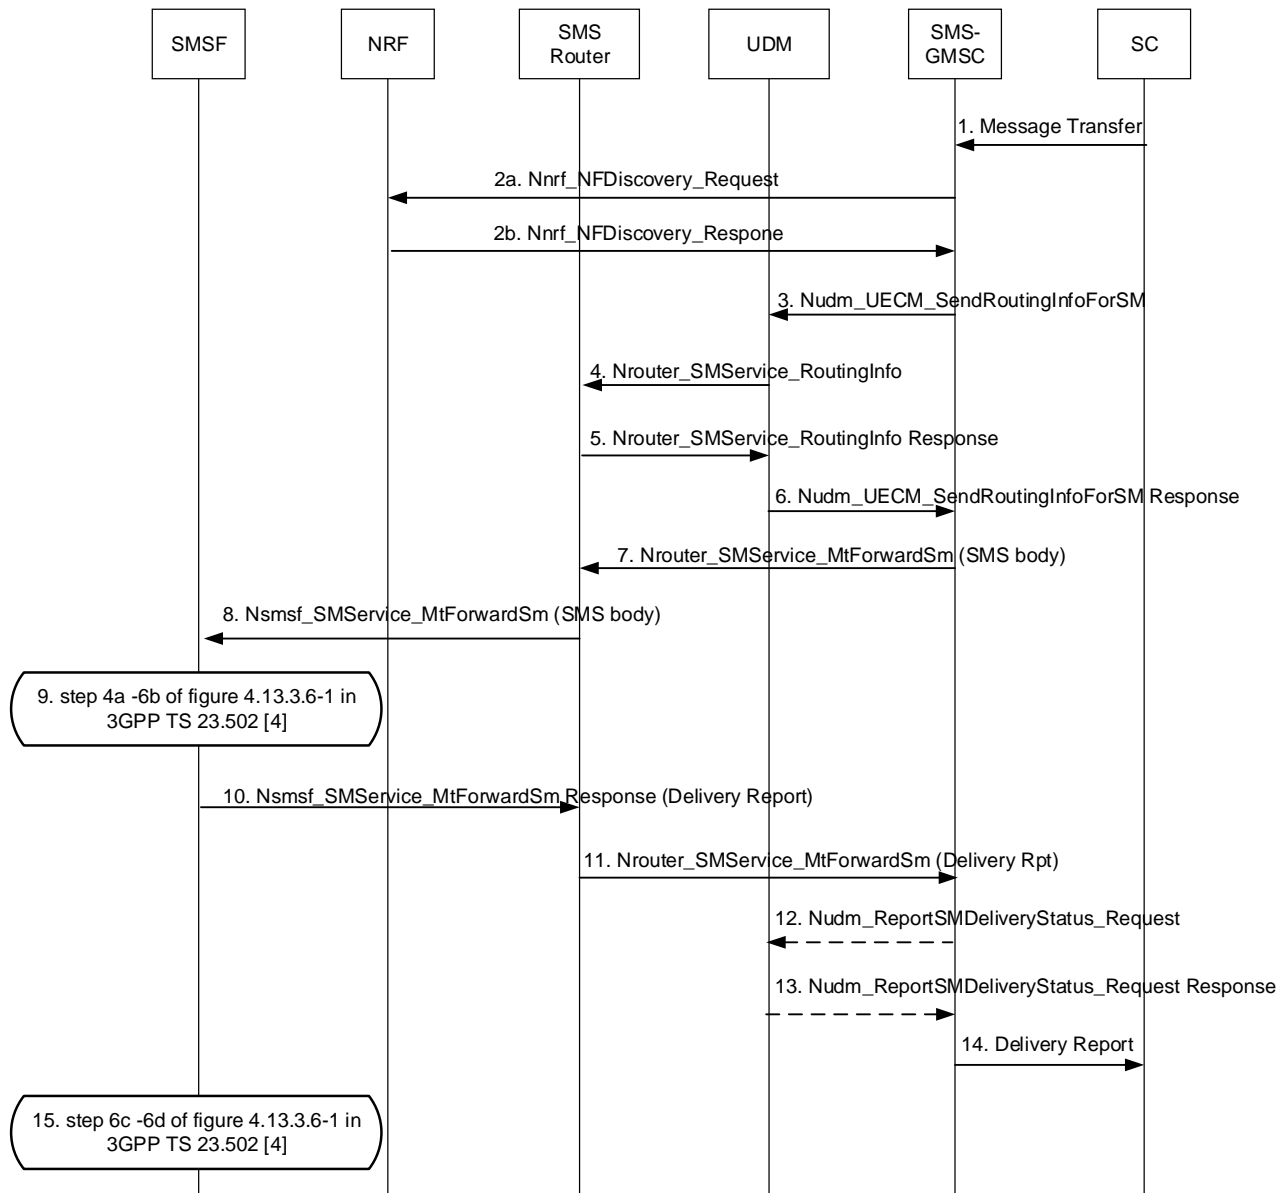 SMSF
NRF
SMS
Router
UDM
SMS-
GMSC
SC
1. Message Transfer
2a. Nnrf_NFDiscovery_Request
2b. Nnrf_NFDiscovery_Respone
3. Nudm_UECM_SendRoutingInfoForSM
4. Nrouter_SMService_RoutingInfo
5. Nrouter_SMService_RoutingInfo Response
6. Nudm_UECM_SendRoutingInfoForSM Response
7. Nrouter_SMService_MtForwardSm (SMS body)
8. Nsmsf_SMService_MtForwardSm (SMS body)
9. step 4a -6b of figure 4.13.3.6-1 in
3GPP TS 23.502 [4]
10. Nsmsf_SMService_MtForwardSm Response (Delivery Report)
11. Nrouter_SMService_MtForwardSm (Delivery Rpt)
12. Nudm_ReportSMDeliveryStatus_Request
13. Nudm_ReportSMDeliveryStatus_Request Response
14. Delivery Report
15. step 6c -6d of figure 4.13.3.6-1 in
3GPP TS 23.502 [4]